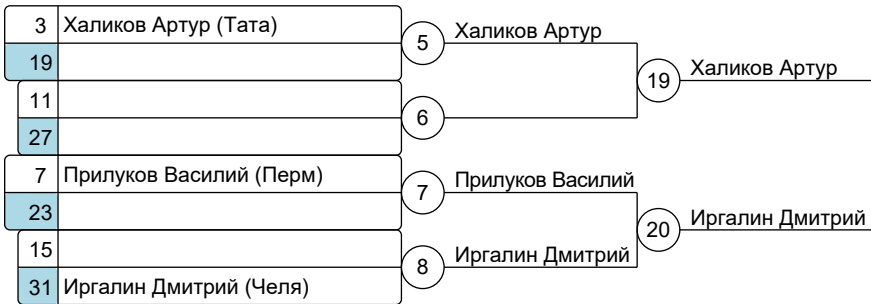 3 Халиков Артур (Тата)
19
5 Халиков Артур
19 Халиков Артур
11
27
6
7 Прилуков Василий (Перм)
23
7 Прилуков Василий
20 Иргалин Дмитрий
15
31 Иргалин Дмитрий (Челя)
8 Иргалин Дмитрий